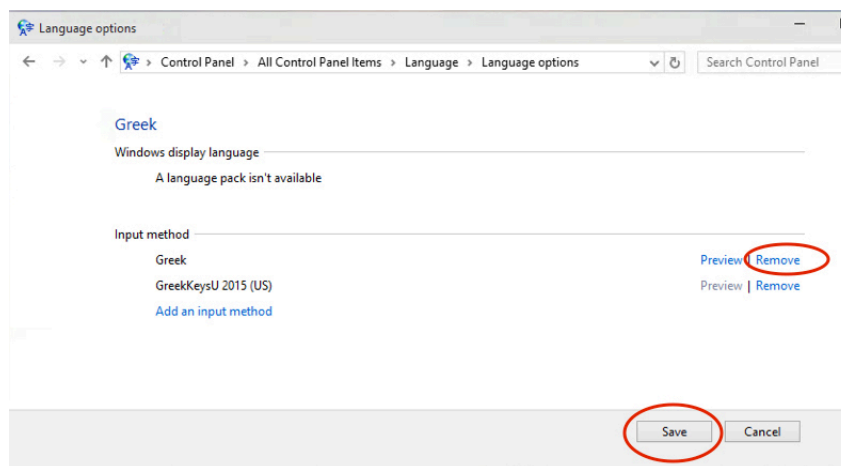 Language options
Control Panel > All Control Panel Items > Language > Language options Search Control Panel
Greek
Windows display language
A language pack isn't available
Input method
Greek Preview | Remove
GreekKeysU 2015 (US) Preview | Remove
Add an input method
Save Cancel